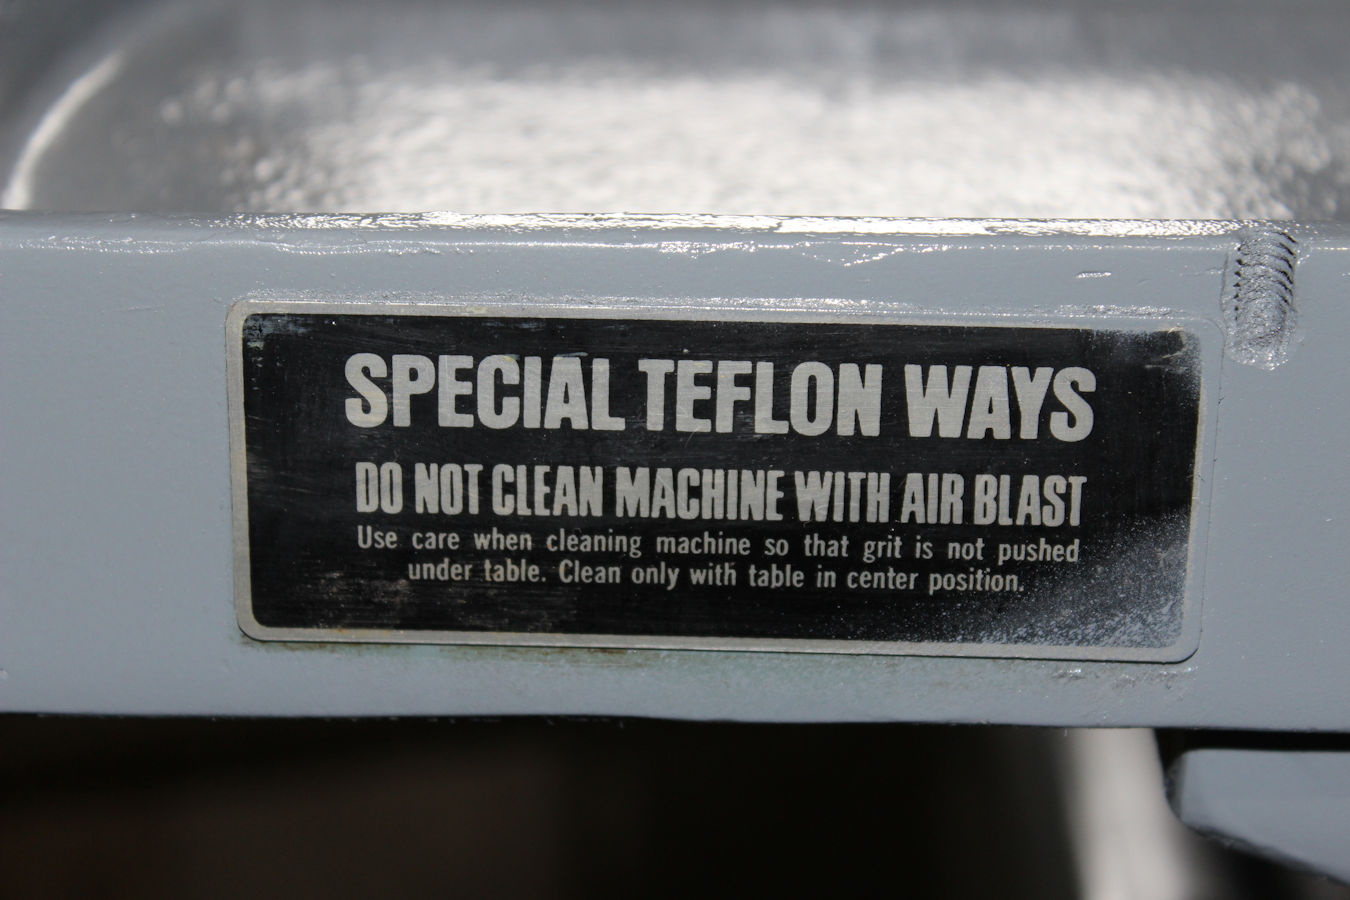 SPECIAL TEFLON WAYS
DO NOT CLEAN MACHINE WITH AIR BLAST
Use care when cleaning machine so that grit is not pushed
under table. Clean only with table in center position.